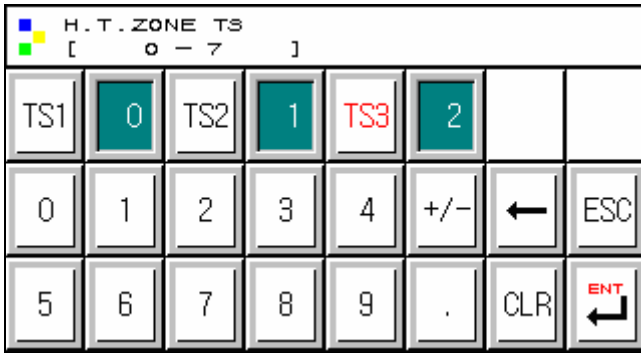 H.T.ZONE TS
[ 0 - 7 ]
TS1 0 TS2 1 TS3 2
0 1 2 3 4 +/- ← ESC
5 6 7 8 9 . CLR ENT